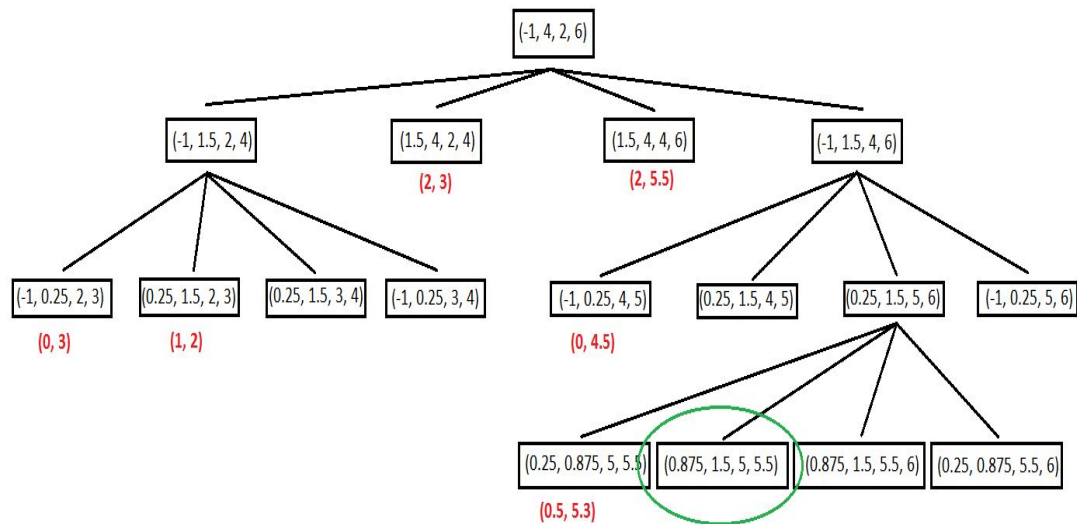 (-1, 4, 2, 6)
(-1, 1.5, 2, 4)
(1.5, 4, 2, 4)
(1.5, 4, 4, 6)
(-1, 1.5, 4, 6)
(2, 3)
(2, 5.5)
(-1, 0.25, 2, 3)
(0.25, 1.5, 2, 3)
(0.25, 1.5, 3, 4)
(-1, 0.25, 3, 4)
(-1, 0.25, 4, 5)
(0.25, 1.5, 4, 5)
(0.25, 1.5, 5, 6)
(-1, 0.25, 5, 6)
(0, 3)
(1, 2)
(0, 4.5)
(0.25, 0.875, 5, 5.5)
(0.875, 1.5, 5, 5.5)
(0.875, 1.5, 5.5, 6)
(0.25, 0.875, 5.5, 6)
(0.5, 5.3)